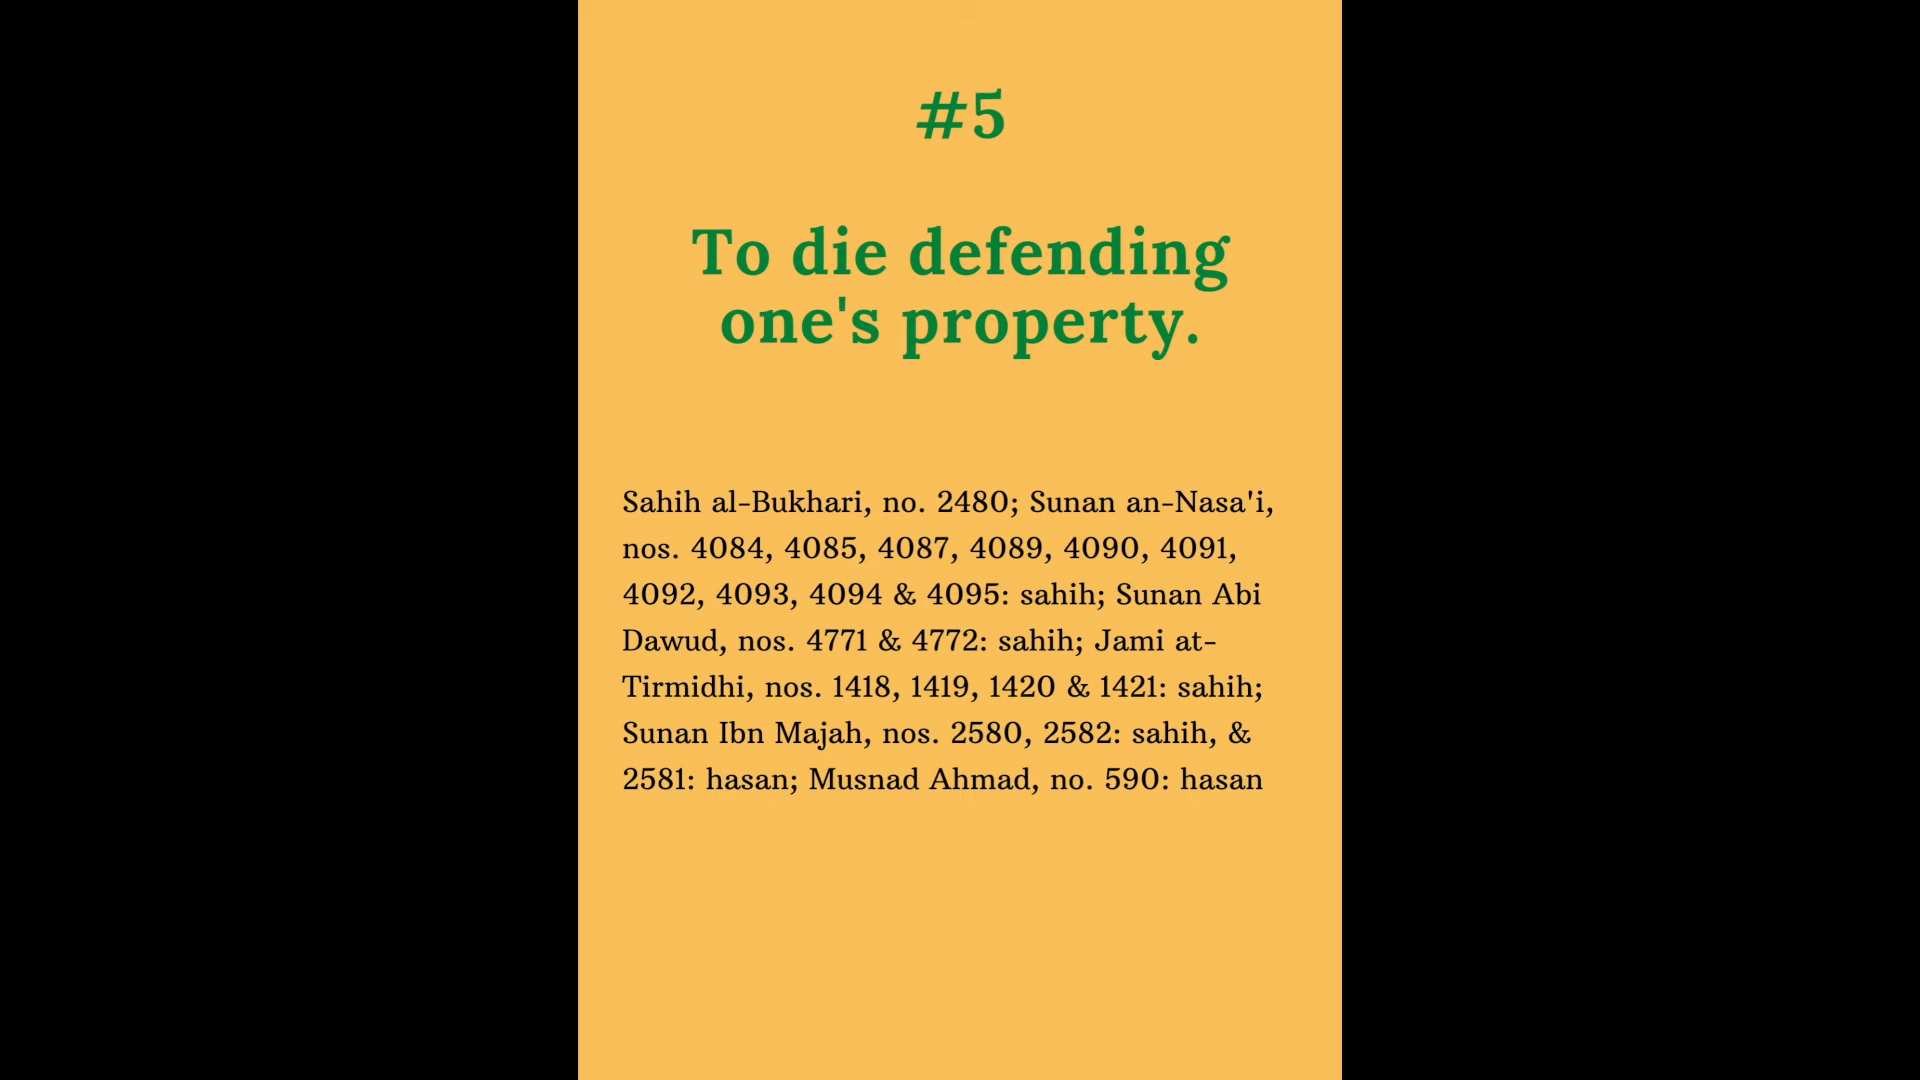 #5
To die defending
one's property.
Sahih al-Bukhari, no. 2480; Sunan an-Nasa'i,
nos. 4084, 4085, 4087, 4089, 4090, 4091,
4092, 4093, 4094 & 4095: sahih; Sunan Abi
Dawud, nos. 4771 & 4772: sahih; Jami at-
Tirmidhi, nos. 1418, 1419, 1420 & 1421: sahih;
Sunan Ibn Majah, nos. 2580, 2582: sahih, &
2581: hasan; Musnad Ahmad, no. 590: hasan